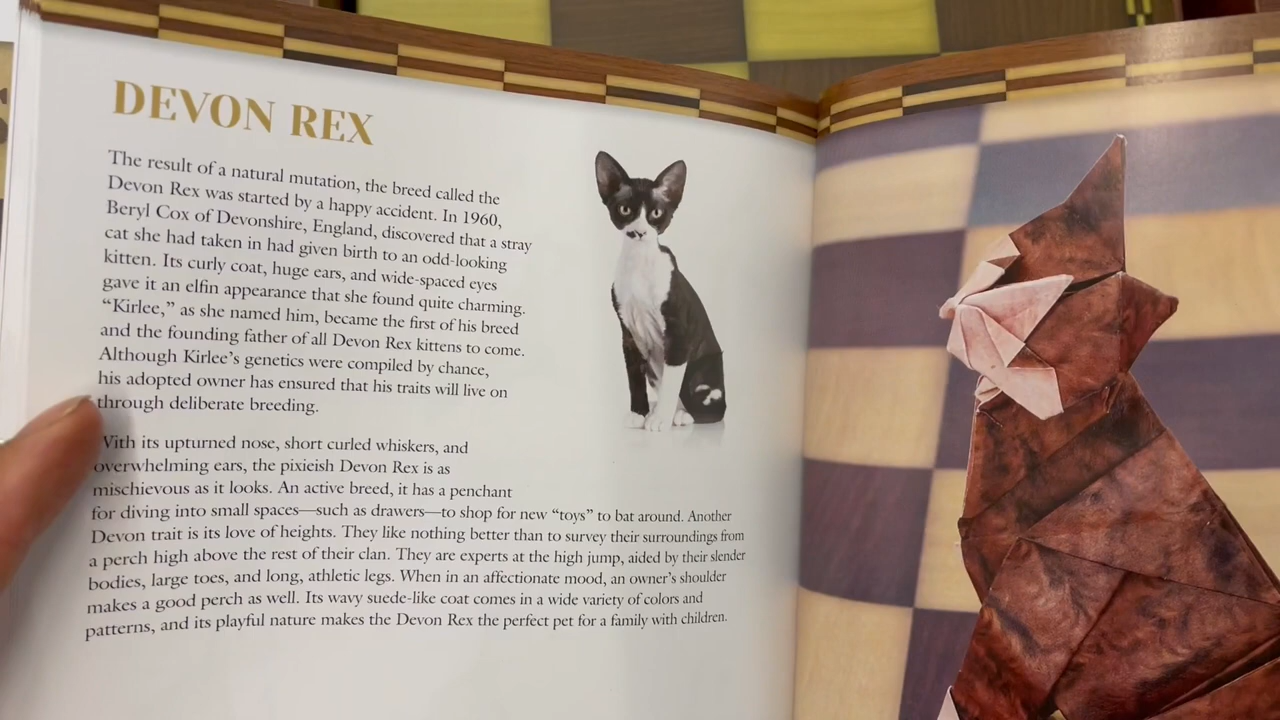 DEVON REX
The result of a natural mutation, the breed called the
Devon Rex was started by a happy accident. In 1960,
Beryl Cox of Devonshire, England, discovered that a stray
cat she had taken in had given birth to an odd-looking
kitten. Its curly coat, huge ears, and wide-spaced eyes
gave it an elfin appearance that she found quite charming.
“Kirlee,” as she named him, became the first of his breed
and the founding father of all Devon Rex kittens to come.
Although Kirlee’s genetics were compiled by chance,
his adopted owner has ensured that his traits will live on
through deliberate breeding.
With its upturned nose, short curled whiskers, and
overwhelming ears, the pixieish Devon Rex is as
mischievous as it looks. An active breed, it has a penchant
for diving into small spaces—such as drawers—to shop for new “toys” to bat around. Another
Devon trait is its love of heights. They like nothing better than to survey their surroundings from
a perch high above the rest of their clan. They are experts at the high jump, aided by their slender
bodies, large toes, and long, athletic legs. When in an affectionate mood, an owner’s shoulder
makes a good perch as well. Its wavy suede-like coat comes in a wide variety of colors and
patterns, and its playful nature makes the Devon Rex the perfect pet for a family with children.